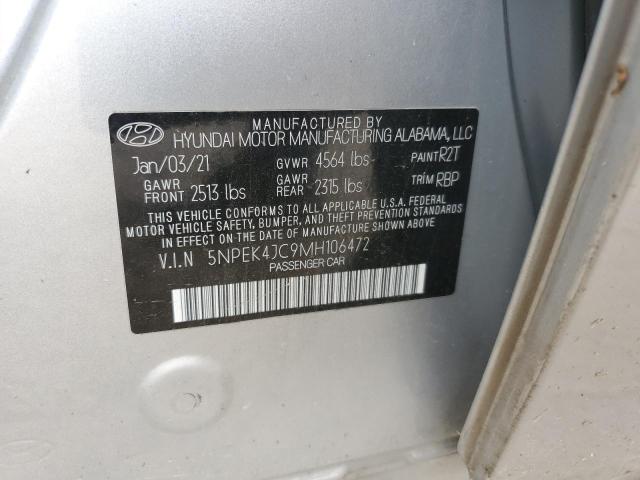 MANUFACTURED BY
HYUNDAI MOTOR MANUFACTURING ALABAMA, LLC
Jan/03/21 GVWR 4564 lbs PAINT R2T
GAWR FRONT 2513 lbs GAWR REAR 2315 lbs TRIM RBP
THIS VEHICLE CONFORMS TO ALL APPLICABLE U.S.A. FEDERAL
MOTOR VEHICLE SAFETY, BUMPER, AND THEFT PREVENTION STANDARDS
IN EFFECT ON THE DATE OF MANUFACTURE SHOWN ABOVE
V.I.N 5NPEK4JC9MH106472
PASSENGER CAR